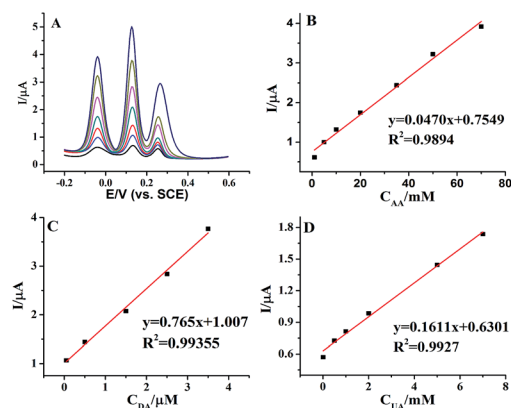 A
I/μA
5
4
3
2
1
0
-0.2
0.0
0.2
0.4
0.6
E/V (vs. SCE)
B
I/μA
4
3
2
1
0
y=0.0470x+0.7549
R²=0.9894
0
20
40
60
80
C_AA/mM
C
I/μA
4
3
2
1
y=0.765x+1.007
R²=0.99355
0
1
2
3
4
C_DA/μM
D
I/μA
1.8
1.5
1.2
0.9
0.6
y=0.1611x+0.6301
R²=0.9927
0
2
4
6
8
C_UA/mM